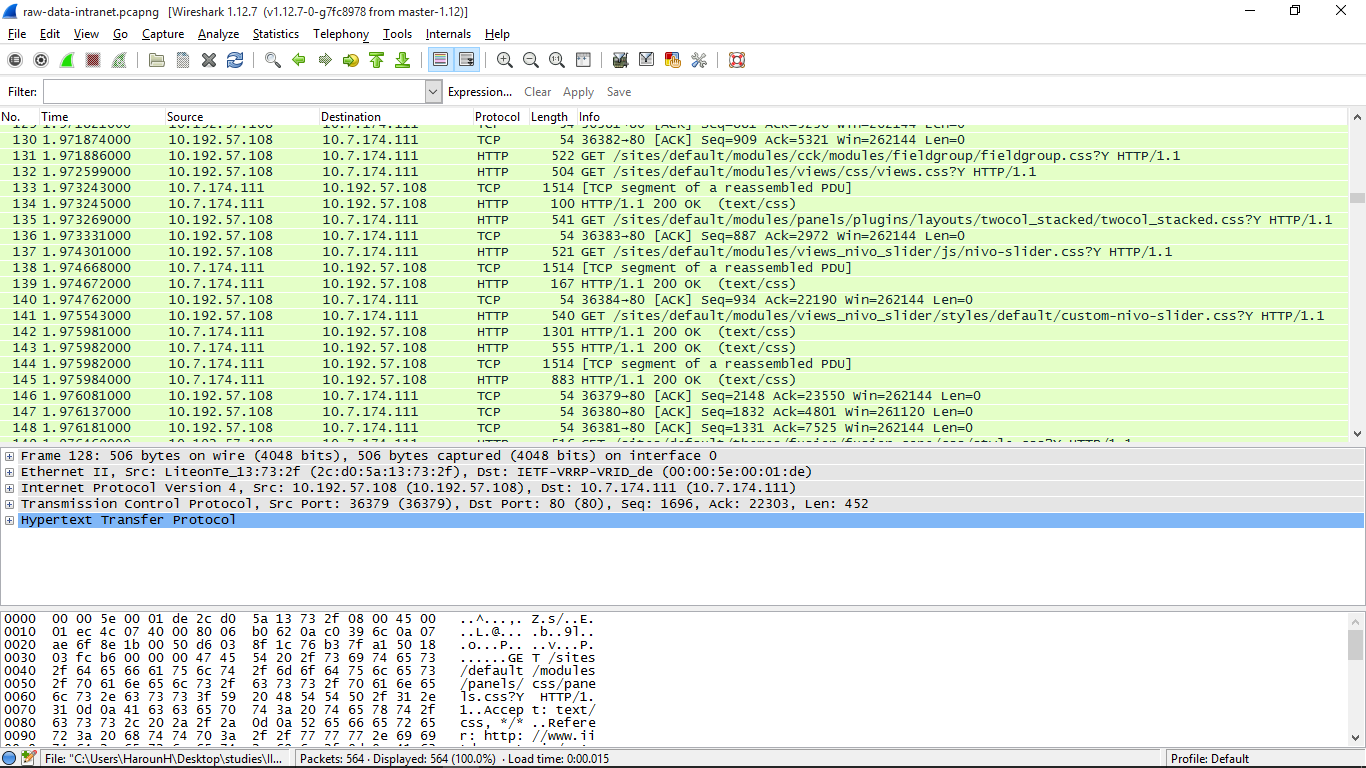 raw-data-intranet.pcapng [Wireshark 1.12.7 (v1.12.7-0-g7fc8978 from master-1.12)]
File Edit View Go Capture Analyze Statistics Telephony Tools Internals Help
Filter: Expression... Clear Apply Save
No. Time Source Destination Protocol Length Info
130 1.971874000 10.192.57.108 10.7.174.111 TCP 54 36382→80 [ACK] Seq=909 Ack=5321 Win=262144 Len=0
131 1.971886000 10.192.57.108 10.7.174.111 HTTP 522 GET /sites/default/modules/cck/modules/fieldgroup/fieldgroup.css?Y HTTP/1.1
132 1.972599000 10.192.57.108 10.7.174.111 HTTP 504 GET /sites/default/modules/views/css/views.css?Y HTTP/1.1
133 1.973243000 10.7.174.111 10.192.57.108 TCP 1514 [TCP segment of a reassembled PDU]
134 1.973245000 10.7.174.111 10.192.57.108 HTTP 100 HTTP/1.1 200 OK (text/css)
135 1.973269000 10.192.57.108 10.7.174.111 HTTP 541 GET /sites/default/modules/panels/plugins/layouts/twocol_stacked/twocol_stacked.css?Y HTTP/1.1
136 1.973331000 10.192.57.108 10.7.174.111 TCP 54 36383→80 [ACK] Seq=887 Ack=2972 Win=262144 Len=0
137 1.974301000 10.192.57.108 10.7.174.111 HTTP 521 GET /sites/default/modules/views_nivo_slider/js/nivo-slider.css?Y HTTP/1.1
138 1.974668000 10.7.174.111 10.192.57.108 TCP 1514 [TCP segment of a reassembled PDU]
139 1.974672000 10.7.174.111 10.192.57.108 HTTP 167 HTTP/1.1 200 OK (text/css)
140 1.974762000 10.192.57.108 10.7.174.111 TCP 54 36384→80 [ACK] Seq=934 Ack=22190 Win=262144 Len=0
141 1.975543000 10.192.57.108 10.7.174.111 HTTP 540 GET /sites/default/modules/views_nivo_slider/styles/default/custom-nivo-slider.css?Y HTTP/1.1
142 1.975981000 10.7.174.111 10.192.57.108 HTTP 1301 HTTP/1.1 200 OK (text/css)
143 1.975982000 10.7.174.111 10.192.57.108 HTTP 555 HTTP/1.1 200 OK (text/css)
144 1.975982000 10.7.174.111 10.192.57.108 TCP 1514 [TCP segment of a reassembled PDU]
145 1.975984000 10.7.174.111 10.192.57.108 HTTP 883 HTTP/1.1 200 OK (text/css)
146 1.976081000 10.192.57.108 10.7.174.111 TCP 54 36379→80 [ACK] Seq=2148 Ack=23550 Win=262144 Len=0
147 1.976137000 10.192.57.108 10.7.174.111 TCP 54 36380→80 [ACK] Seq=1832 Ack=4801 Win=261120 Len=0
148 1.976181000 10.192.57.108 10.7.174.111 TCP 54 36381→80 [ACK] Seq=1331 Ack=7525 Win=262144 Len=0
Frame 128: 506 bytes on wire (4048 bits), 506 bytes captured (4048 bits) on interface 0
Ethernet II, Src: LiteonTe_13:73:2f (2c:d0:5a:13:73:2f), Dst: IETF-VRRP-VRID_de (00:00:5e:00:01:de)
Internet Protocol Version 4, Src: 10.192.57.108 (10.192.57.108), Dst: 10.7.174.111 (10.7.174.111)
Transmission Control Protocol, Src Port: 36379 (36379), Dst Port: 80 (80), Seq: 1696, Ack: 22303, Len: 452
Hypertext Transfer Protocol
0000 00 00 5e 00 01 de 2c d0 5a 13 73 2f 08 00 45 00 ..^...,. Z.s/..E.
0010 01 ec 4c 07 40 00 80 06 b0 62 0a c0 39 6c 0a 07 ..L.@... .b..9l..
0020 ae 6f 8e 1b 00 50 d6 03 8f 1c 76 b3 7f a1 50 18 .o...P.. ..v...P.
0030 03 fc b6 00 00 00 47 45 54 20 2f 73 69 74 65 73 ......GE T /sites
0040 2f 64 65 66 61 75 6c 74 2f 6d 6f 64 75 6c 65 73 /default /modules
0050 2f 70 61 6e 65 6c 73 2f 63 73 73 2f 70 61 6e 65 /panels/ css/pane
0060 6c 73 2e 63 73 73 3f 59 20 48 54 54 50 2f 31 2e ls.css?Y HTTP/1.
0070 31 0d 0a 41 63 63 65 70 74 3a 20 74 65 78 74 2f 1..Accep t: text/
0080 63 73 73 2c 20 2a 2f 2a 0d 0a 52 65 66 65 72 65 css, */* ..Refere
0090 72 3a 20 68 74 74 70 3a 2f 2f 77 77 77 2e 69 69 r: http: //www.ii
File: "C:\Users\HarounH\Desktop\studies\II... Packets: 564 · Displayed: 564 (100.0%) · Load time: 0:00.015 Profile: Default